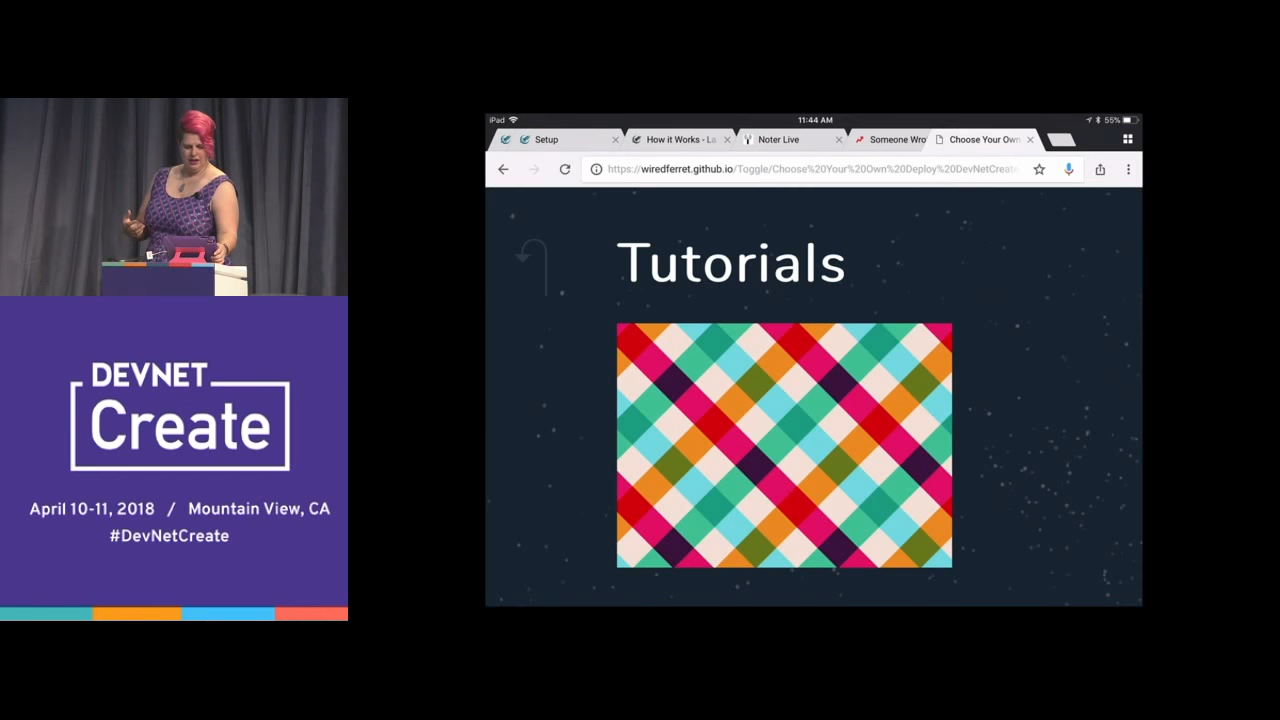 DEVNET
Create
April 10-11, 2018 / Mountain View, CA
#DevNetCreate
iPad 11:44 AM 55%
Setup How it Works - La Noter Live Someone Wro Choose Your Own
https://wiredferret.github.io/Toggle/Choose%20Your%20Own%20Deploy%20DevNetCreate
Tutorials